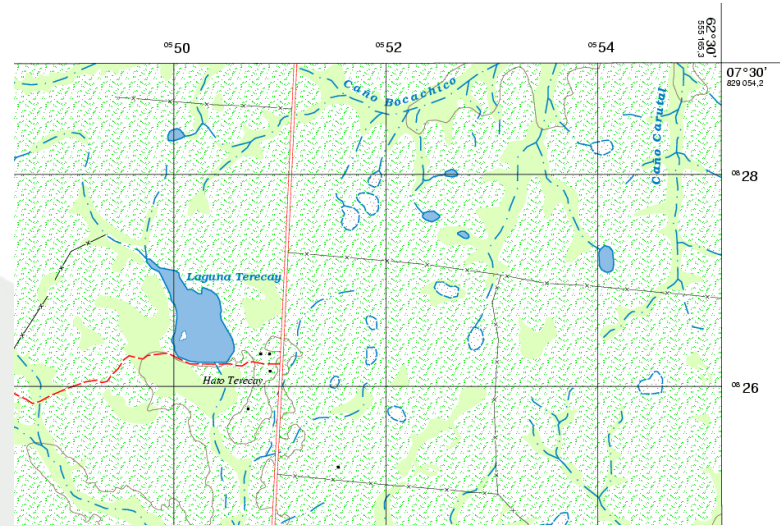 05 50
05 52
05 54
62°30'
555 165,3
07°30'
829 054,2
Caño Bocachico
Caño Carutal
08 28
Laguna Terecay
Hato Terecay
08 26